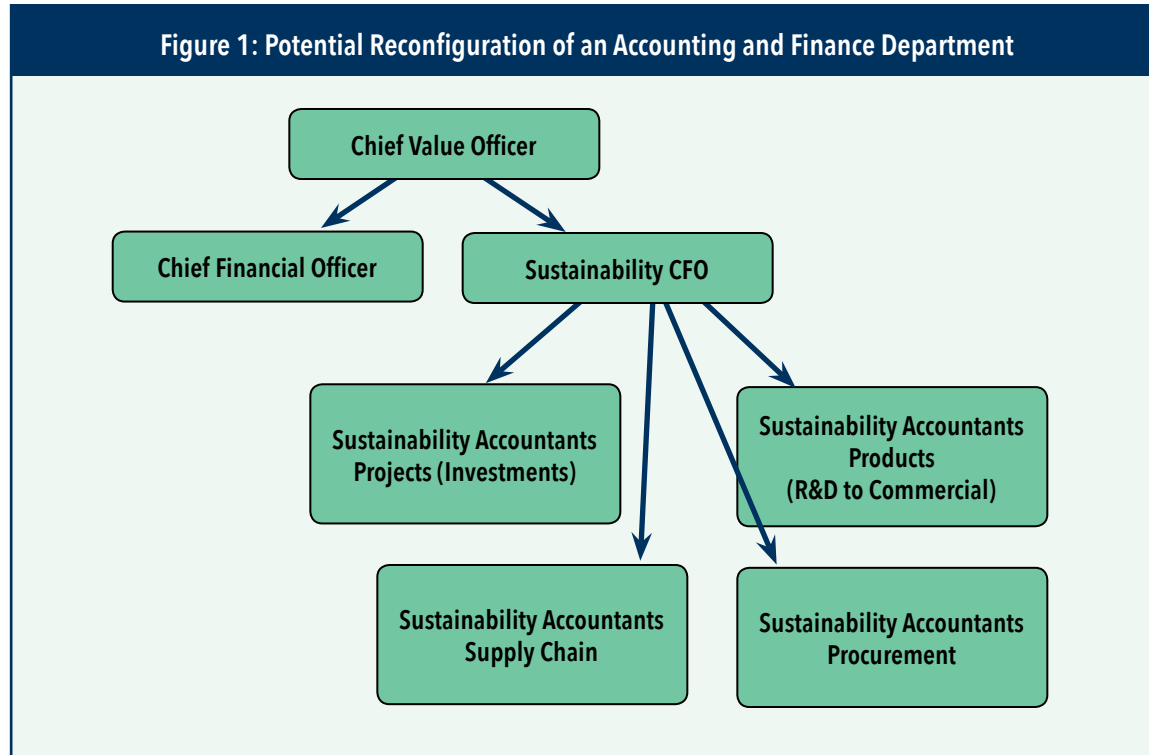 Figure 1: Potential Reconfiguration of an Accounting and Finance Department
Chief Value Officer
Chief Financial Officer
Sustainability CFO
Sustainability Accountants
Projects (Investments)
Sustainability Accountants
Products
(R&D to Commercial)
Sustainability Accountants
Supply Chain
Sustainability Accountants
Procurement